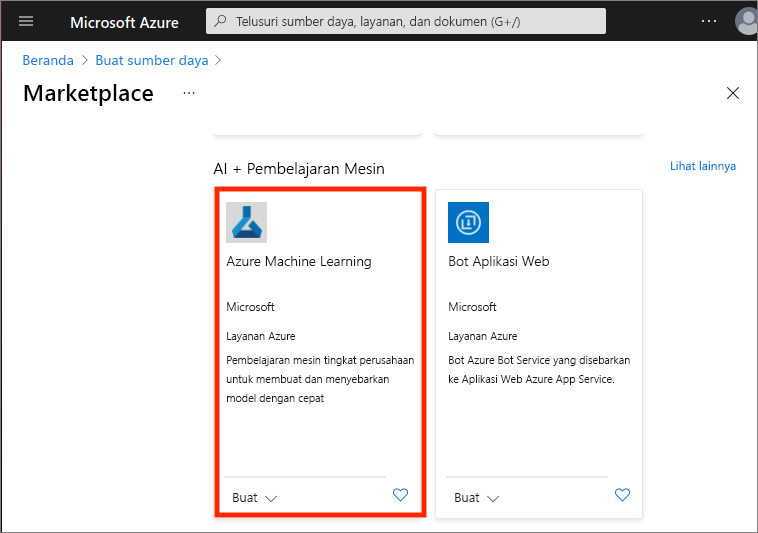 Microsoft Azure
Telusuri sumber daya, layanan, dan dokumen (G+/)
Beranda
Buat sumber daya
Marketplace
AI + Pembelajaran Mesin
Lihat lainnya
Azure Machine Learning
Microsoft
Layanan Azure
Pembelajaran mesin tingkat perusahaan
untuk membuat dan menyebarkan
model dengan cepat
Buat
Bot Aplikasi Web
Microsoft
Layanan Azure
Bot Azure Bot Service yang disebarkan
ke Aplikasi Web Azure App Service.
Buat